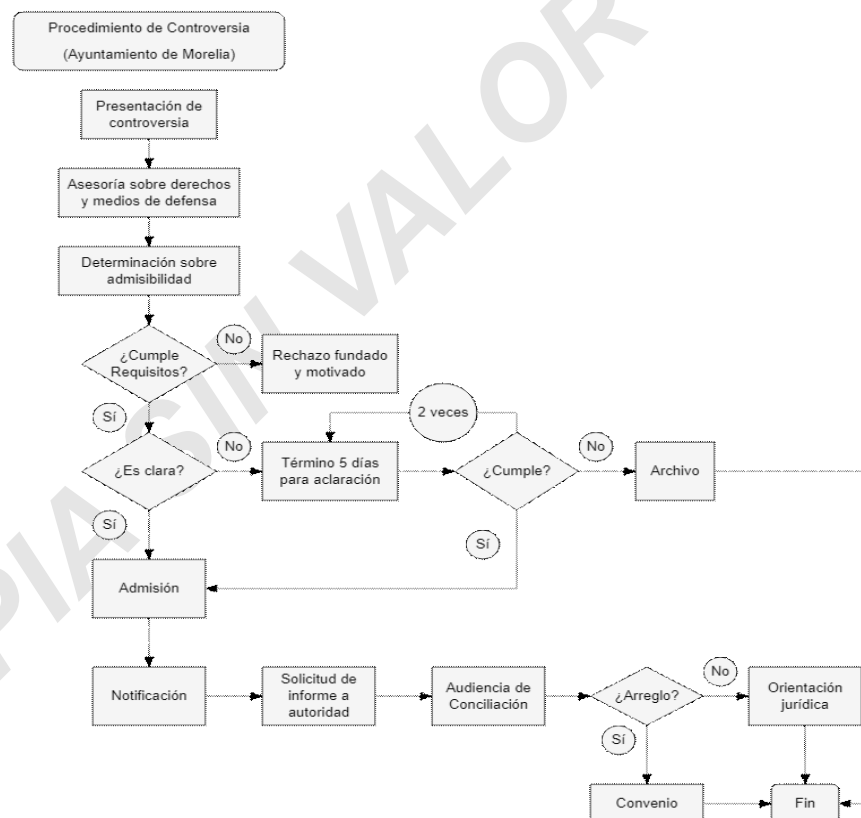 Procedimiento de Controversia
(Ayuntamiento de Morelia)
Presentación de
controversia
Asesoría sobre derechos
y medios de defensa
Determinación sobre
admisibilidad
¿Cumple
Requisitos?
No
Rechazo fundado
y motivado
Sí
2 veces
¿Es clara?
No
Término 5 días
para aclaración
¿Cumple?
No
Archivo
Sí
Sí
Admisión
Notificación
Solicitud de
informe a
autoridad
Audiencia de
Conciliación
¿Arreglo?
No
Orientación
jurídica
Sí
Convenio
Fin
PIA SIN VALOR